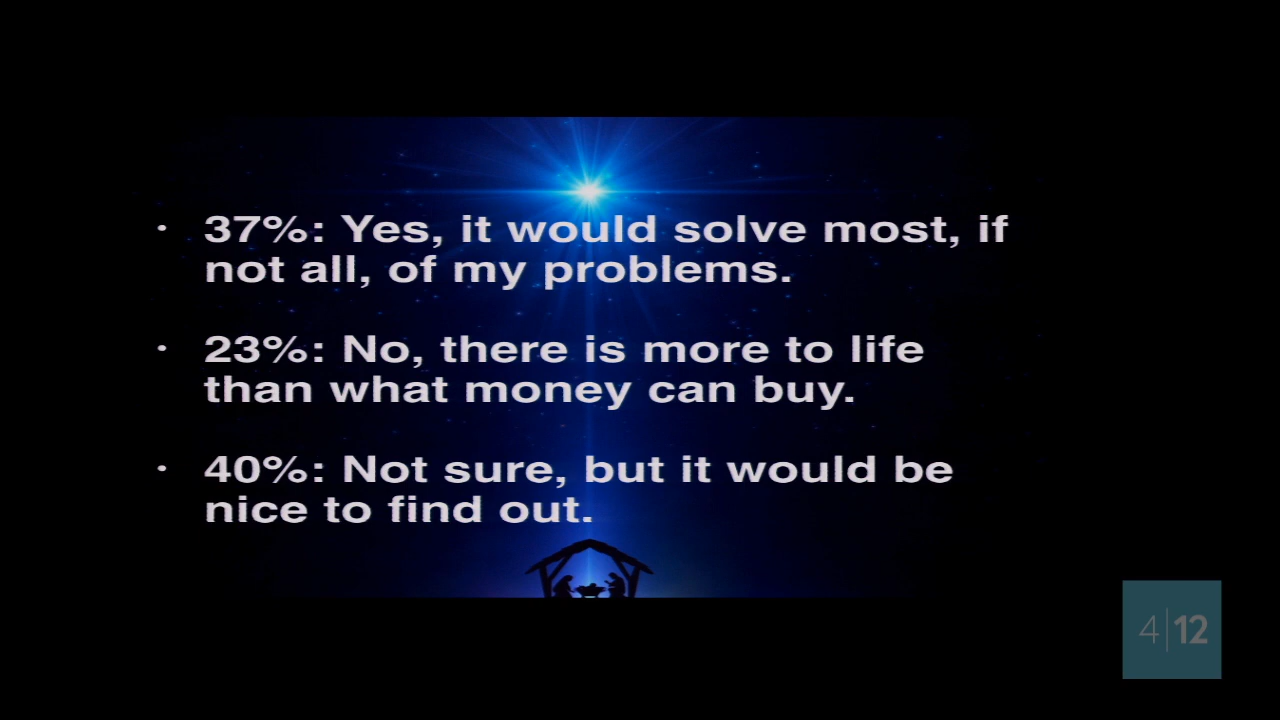 • 37%: Yes, it would solve most, if
not all, of my problems.
• 23%: No, there is more to life
than what money can buy.
• 40%: Not sure, but it would be
nice to find out.
4|12